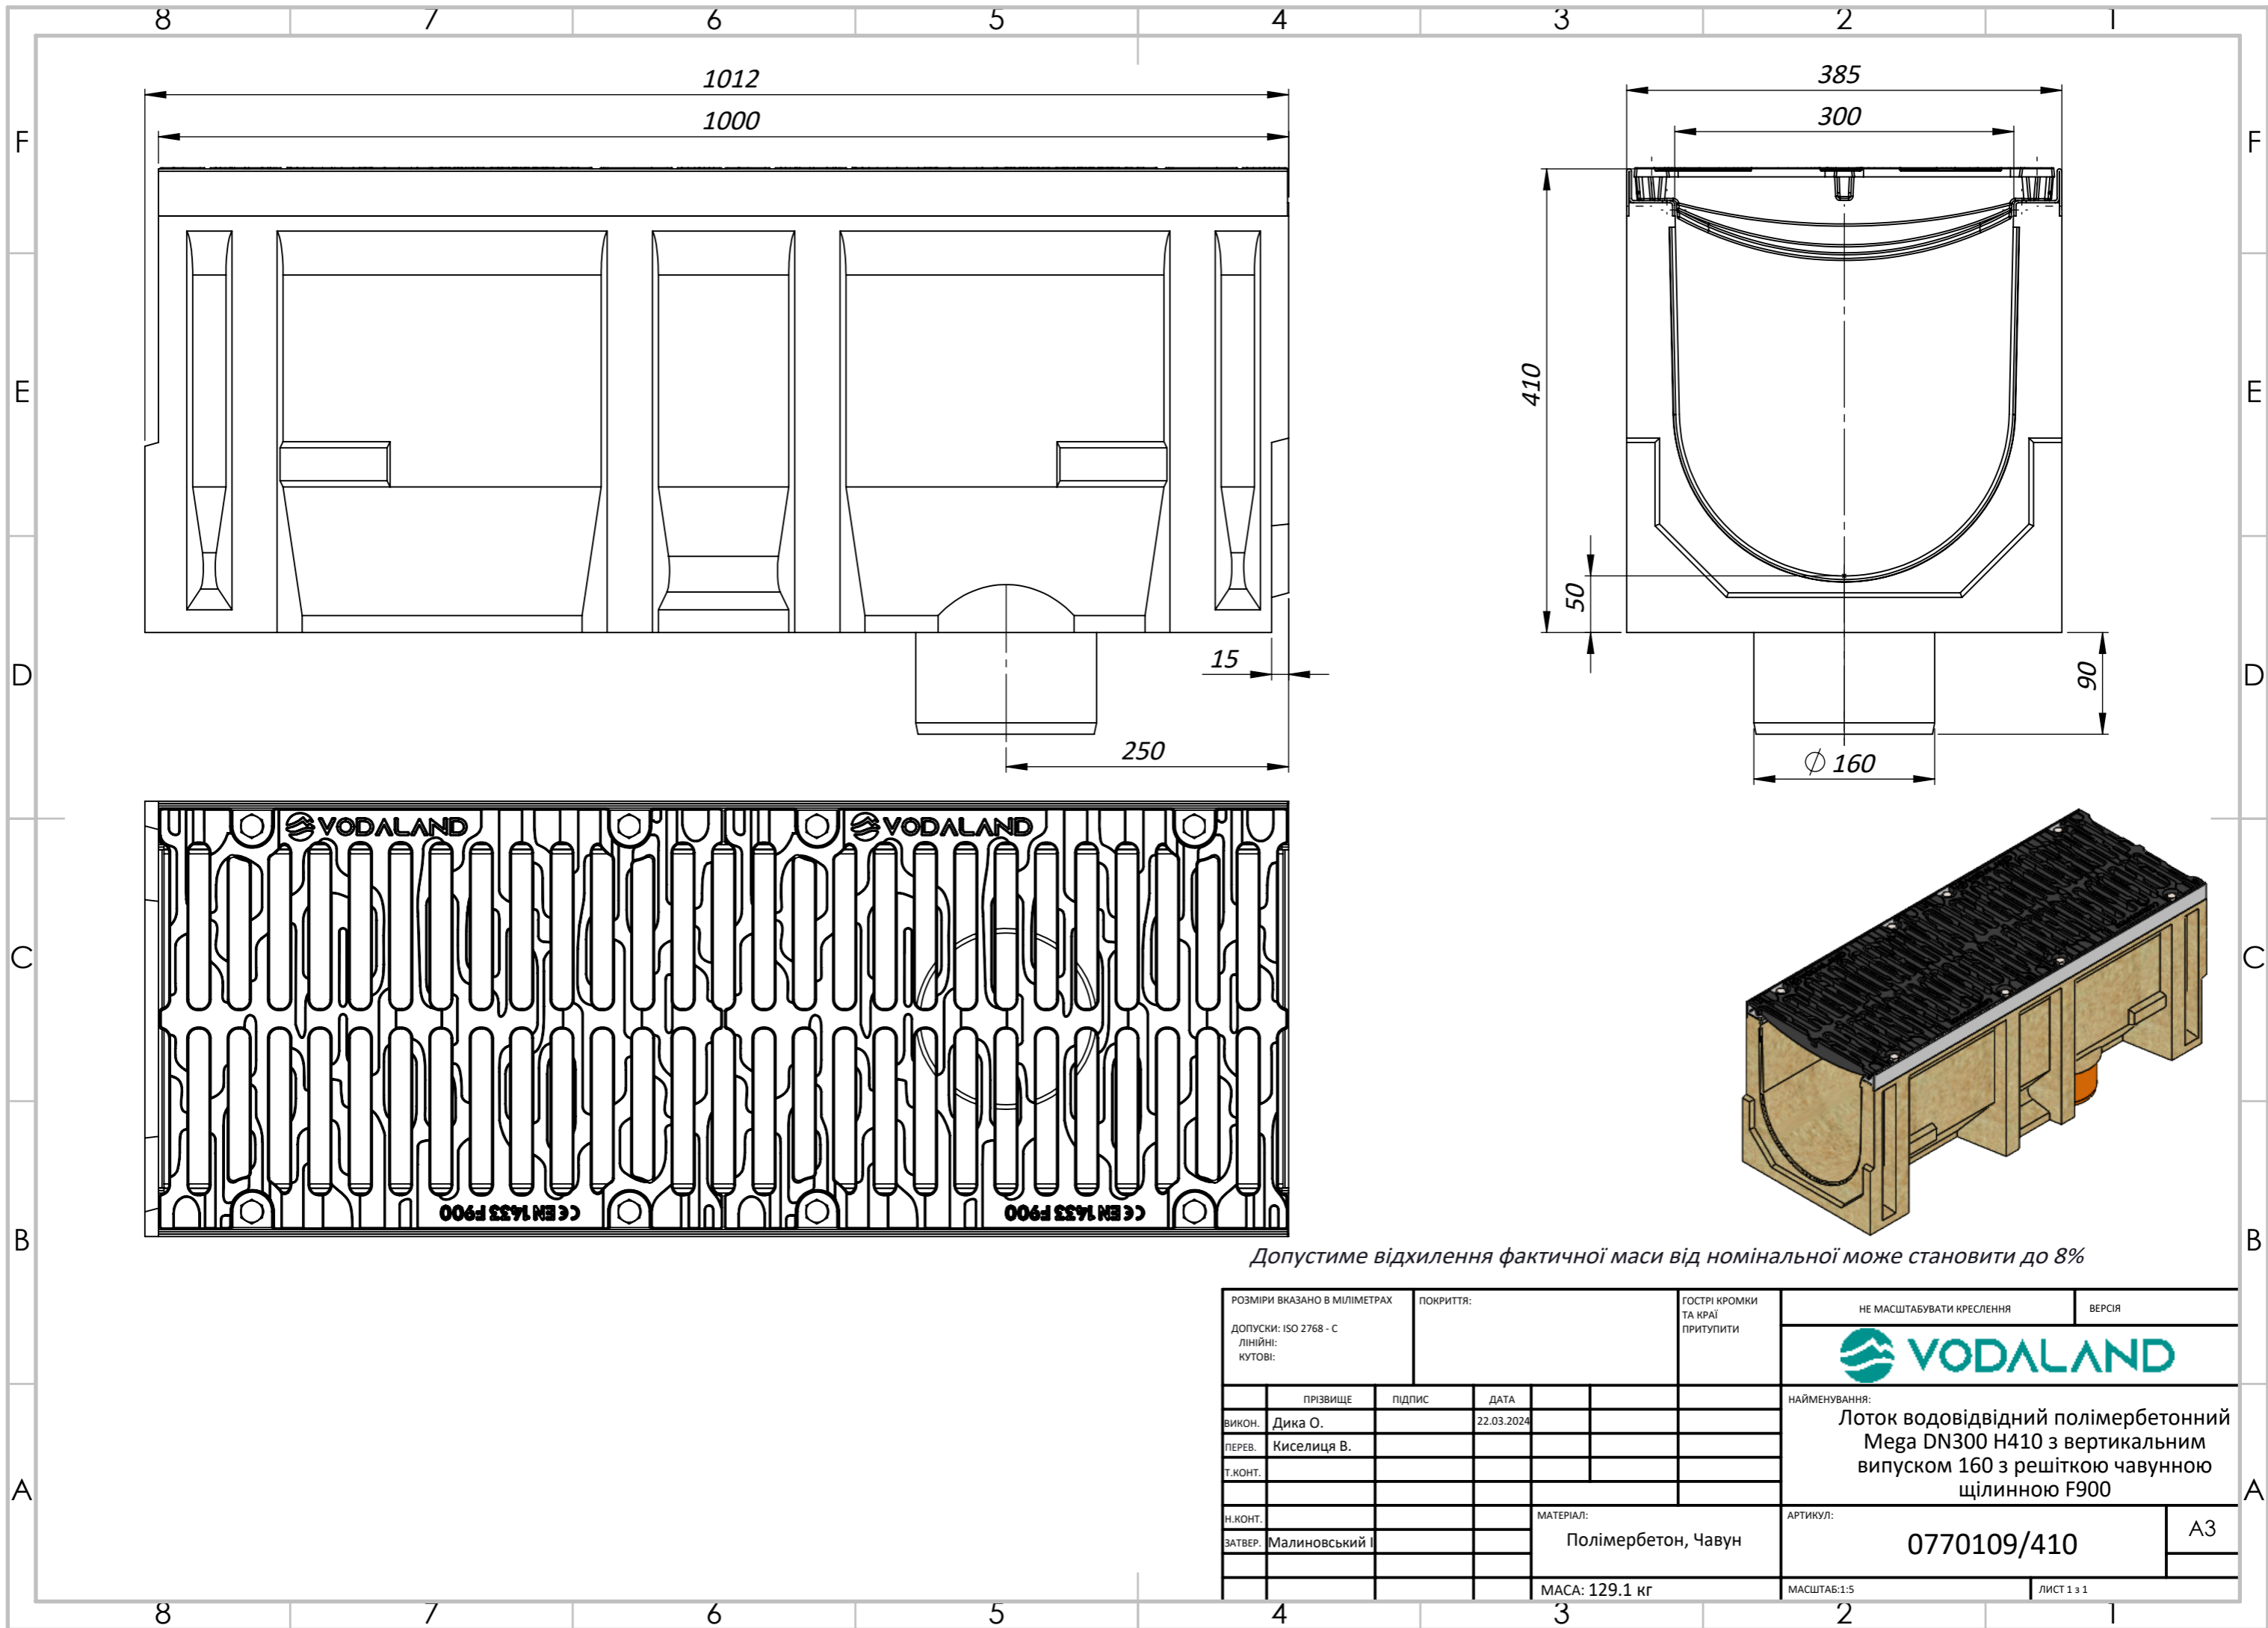 8 7 6 5 4 3 2 1
F
E
D
C
B
A
F
E
D
C
B
A
1012
1000
15
250
385
300
410
50
90
∅ 160
VODALAND
VODALAND
CE EN 1433 F900
CE EN 1433 F900
Допустиме відхилення фактичної маси від номінальної може становити до 8%
РОЗМІРИ ВКАЗАНО В МІЛІМЕТРАХ
ДОПУСКИ: ISO 2768 - C
ЛІНІЙНІ:
КУТОВІ:
ПОКРИТТЯ:
ГОСТРІ КРОМКИ
ТА КРАЇ
ПРИТУПИТИ
НЕ МАСШТАБУВАТИ КРЕСЛЕННЯ
ВЕРСІЯ
VODALAND
ПРІЗВИЩЕ ПІДПИС ДАТА
ВИКОН. Дика О. 22.03.2024
ПЕРЕВ. Киселиця В.
Т.КОНТ.
Н.КОНТ.
ЗАТВЕР. Малиновський І
НАЙМЕНУВАННЯ:
Лоток водовідвідний полімербетонний
Mega DN300 H410 з вертикальним
випуском 160 з решіткою чавунною
щілинною F900
МАТЕРІАЛ:
Полімербетон, Чавун
АРТИКУЛ:
0770109/410
A3
МАСА: 129.1 кг
МАСШТАБ:1:5
ЛИСТ 1 з 1
8 7 6 5 4 3 2 1